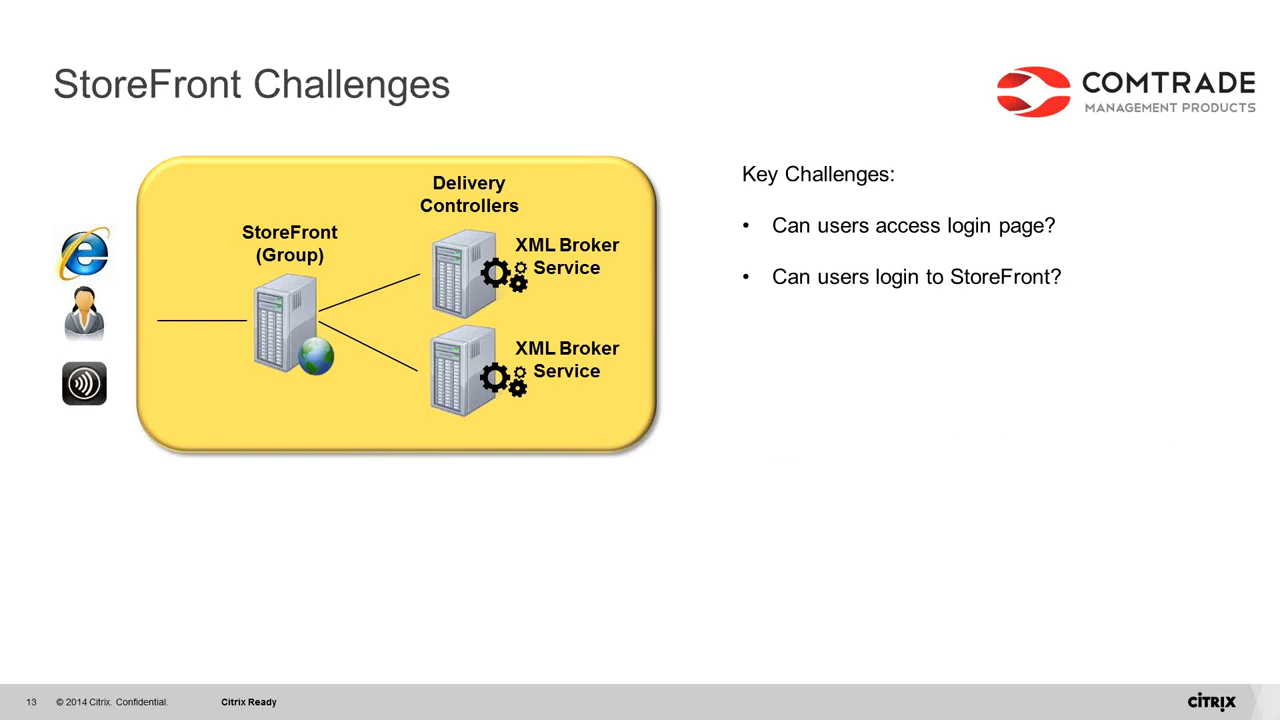 StoreFront Challenges
COMTRADE
MANAGEMENT PRODUCTS
Delivery
Controllers
StoreFront
(Group)
XML Broker
Service
XML Broker
Service
Key Challenges:
• Can users access login page?
• Can users login to StoreFront?
13 © 2014 Citrix. Confidential. Citrix Ready
CITRIX